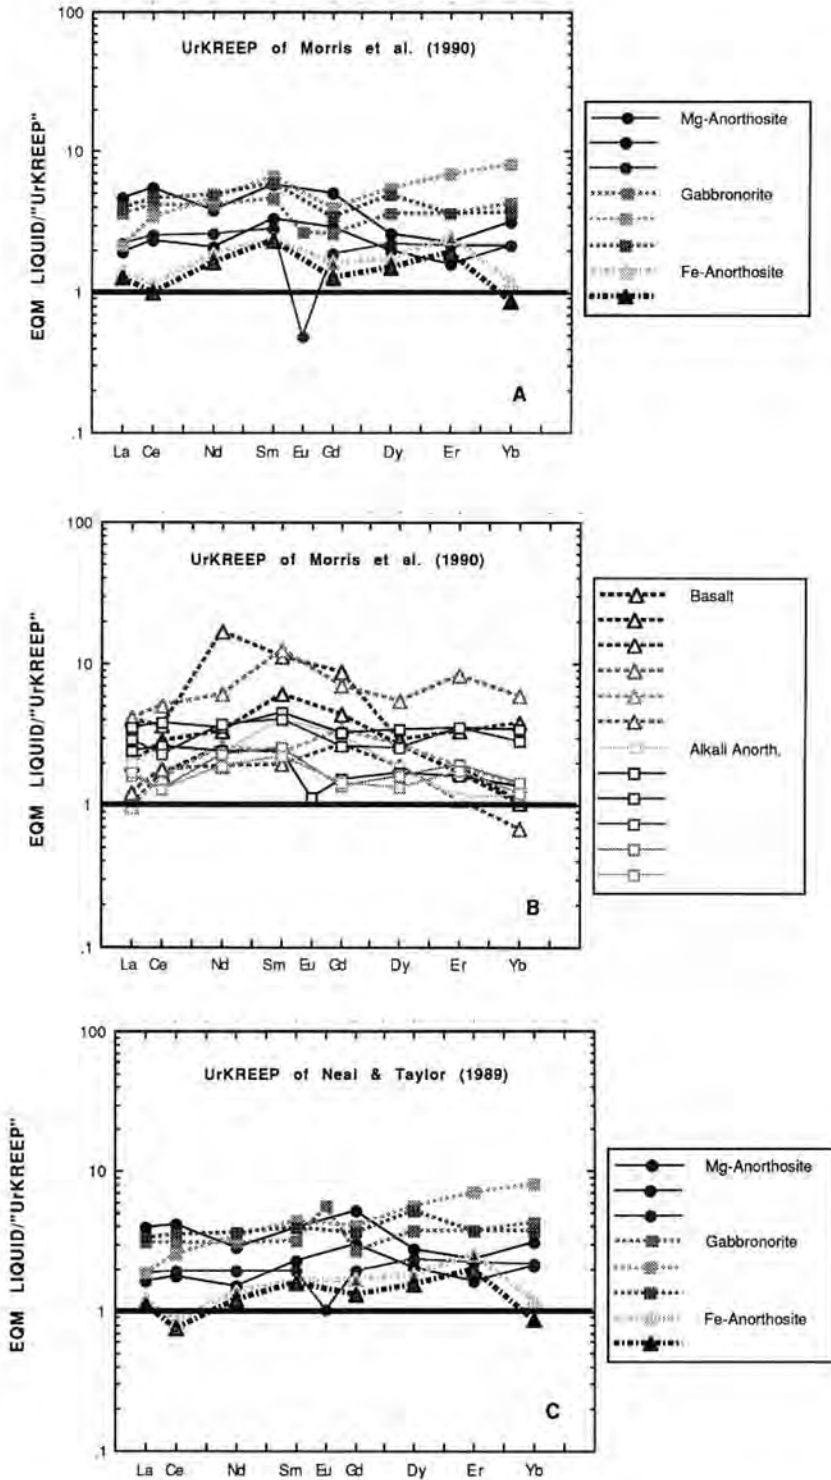 100
UrKREEP of Morris et al. (1990)
10
1
.1
EQM LIQUID/"UrKREEP"
La Ce Nd Sm Eu Gd Dy Er Yb
A
Mg-Anorthosite
Gabbronorite
Fe-Anorthosite
100
UrKREEP of Morris et al. (1990)
10
1
.1
EQM LIQUID/"UrKREEP"
La Ce Nd Sm Eu Gd Dy Er Yb
B
Basalt
Alkali Anorth.
100
UrKREEP of Neal & Taylor (1989)
10
1
.1
EQM LIQUID/"UrKREEP"
La Ce Nd Sm Eu Gd Dy Er Yb
C
Mg-Anorthosite
Gabbronorite
Fe-Anorthosite